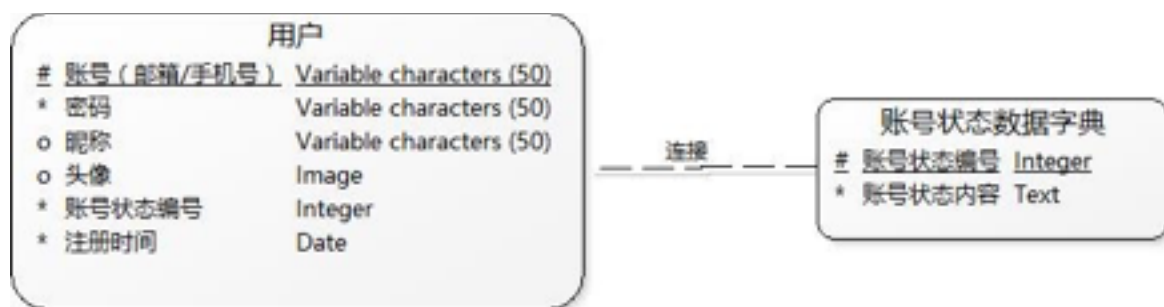 用户
# 账号（邮箱/手机号） Variable characters (50)
* 密码 Variable characters (50)
o 昵称 Variable characters (50)
o 头像 Image
* 账号状态编号 Integer
* 注册时间 Date
连接
账号状态数据字典
# 账号状态编号 Integer
* 账号状态内容 Text